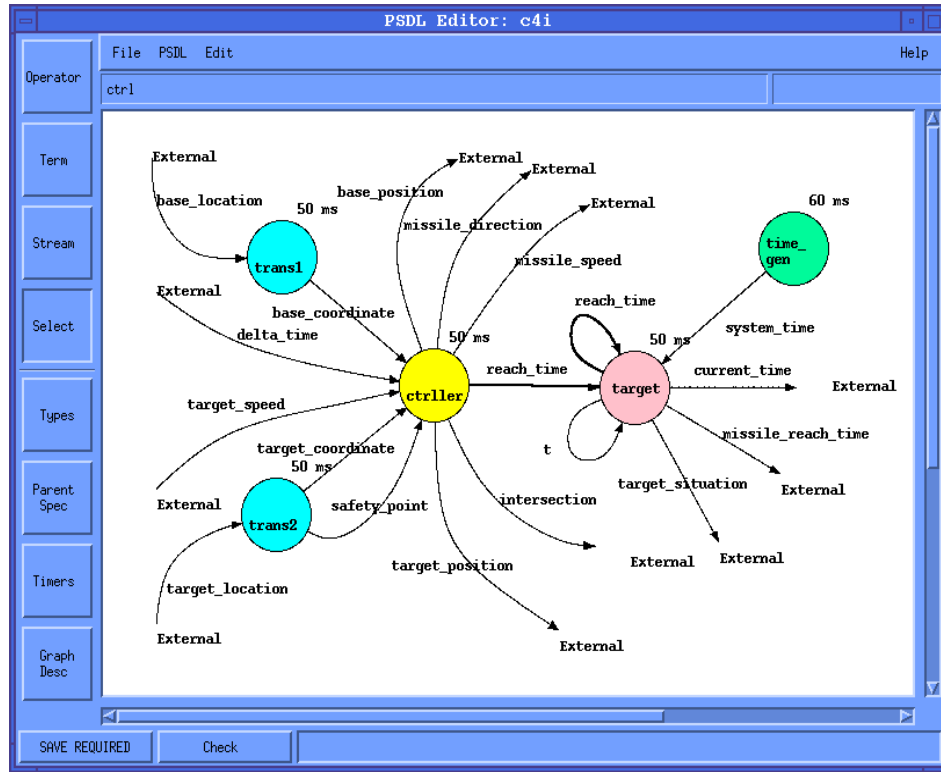 PSDL Editor: c4i
File PSDL Edit Help
ctrl
Operator
Term
Stream
Select
Types
Parent
Spec
Timers
Graph
Desc
External
base_location
50 ms
trans1
External
delta_time
base_coordinate
base_position
External
missile_direction
External
missile_speed
External
60 ms
time_
gen
system_time
reach_time
50 ms
ctrller
reach_time
50 ms
target
current_time
External
target_speed
External
target_coordinate
50 ms
trans2
safety_point
target_location
External
t
missile_reach_time
External
target_situation
External
intersection
External
target_position
External
SAVE REQUIRED
Check